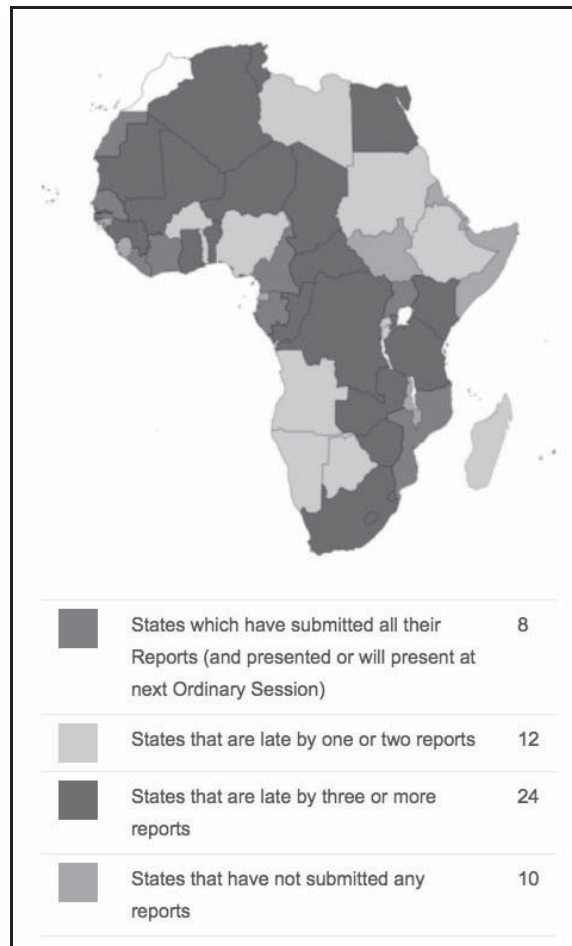 States which have submitted all their 8
Reports (and presented or will present at
next Ordinary Session)
States that are late by one or two reports 12
States that are late by three or more 24
reports
States that have not submitted any 10
reports